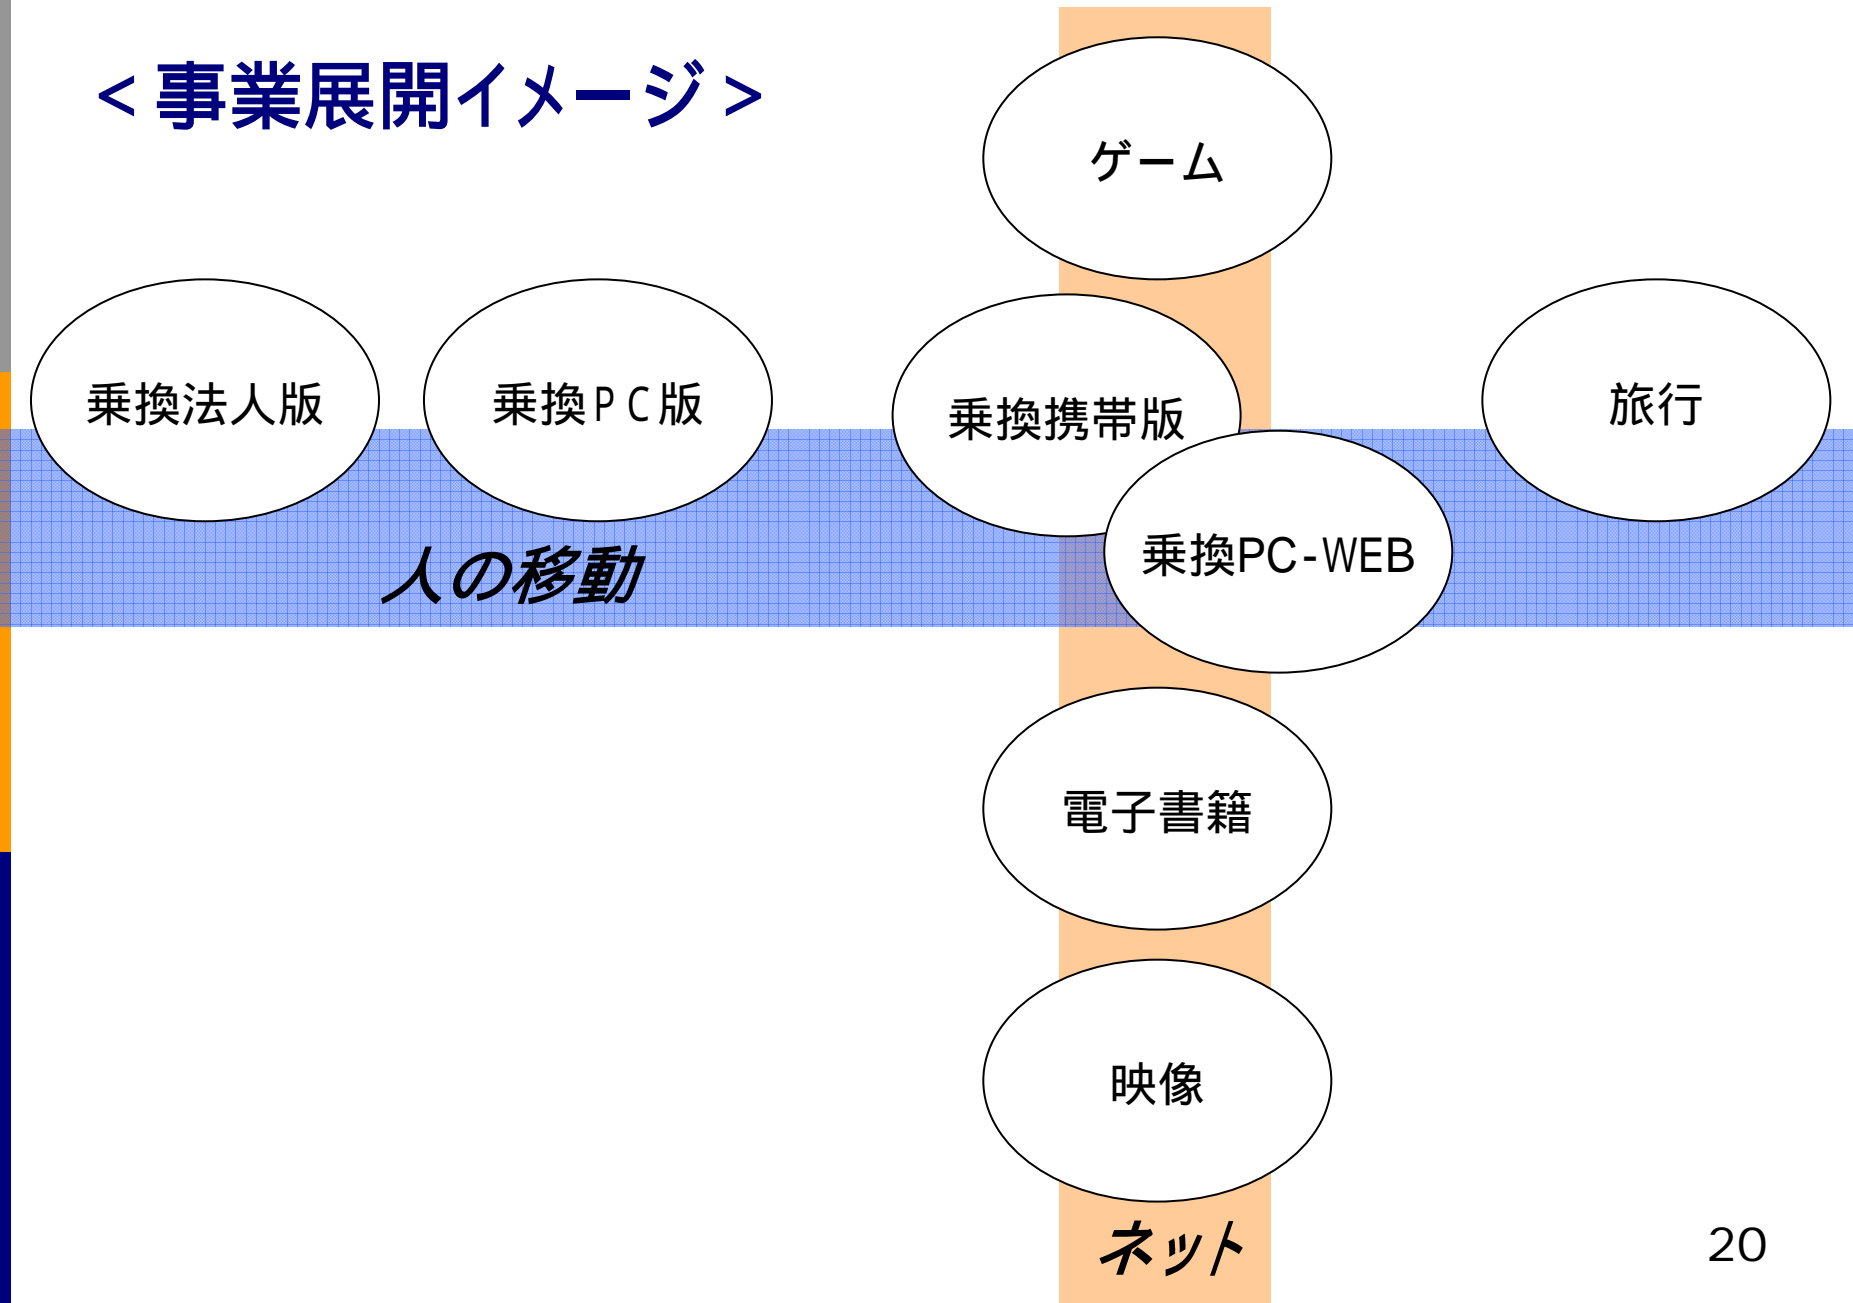 <事業展開イメージ>
ゲーム
乗換法人版
乗換PC版
乗換携帯版
旅行
乗換PC-WEB
人の移動
電子書籍
映像
ネット
20